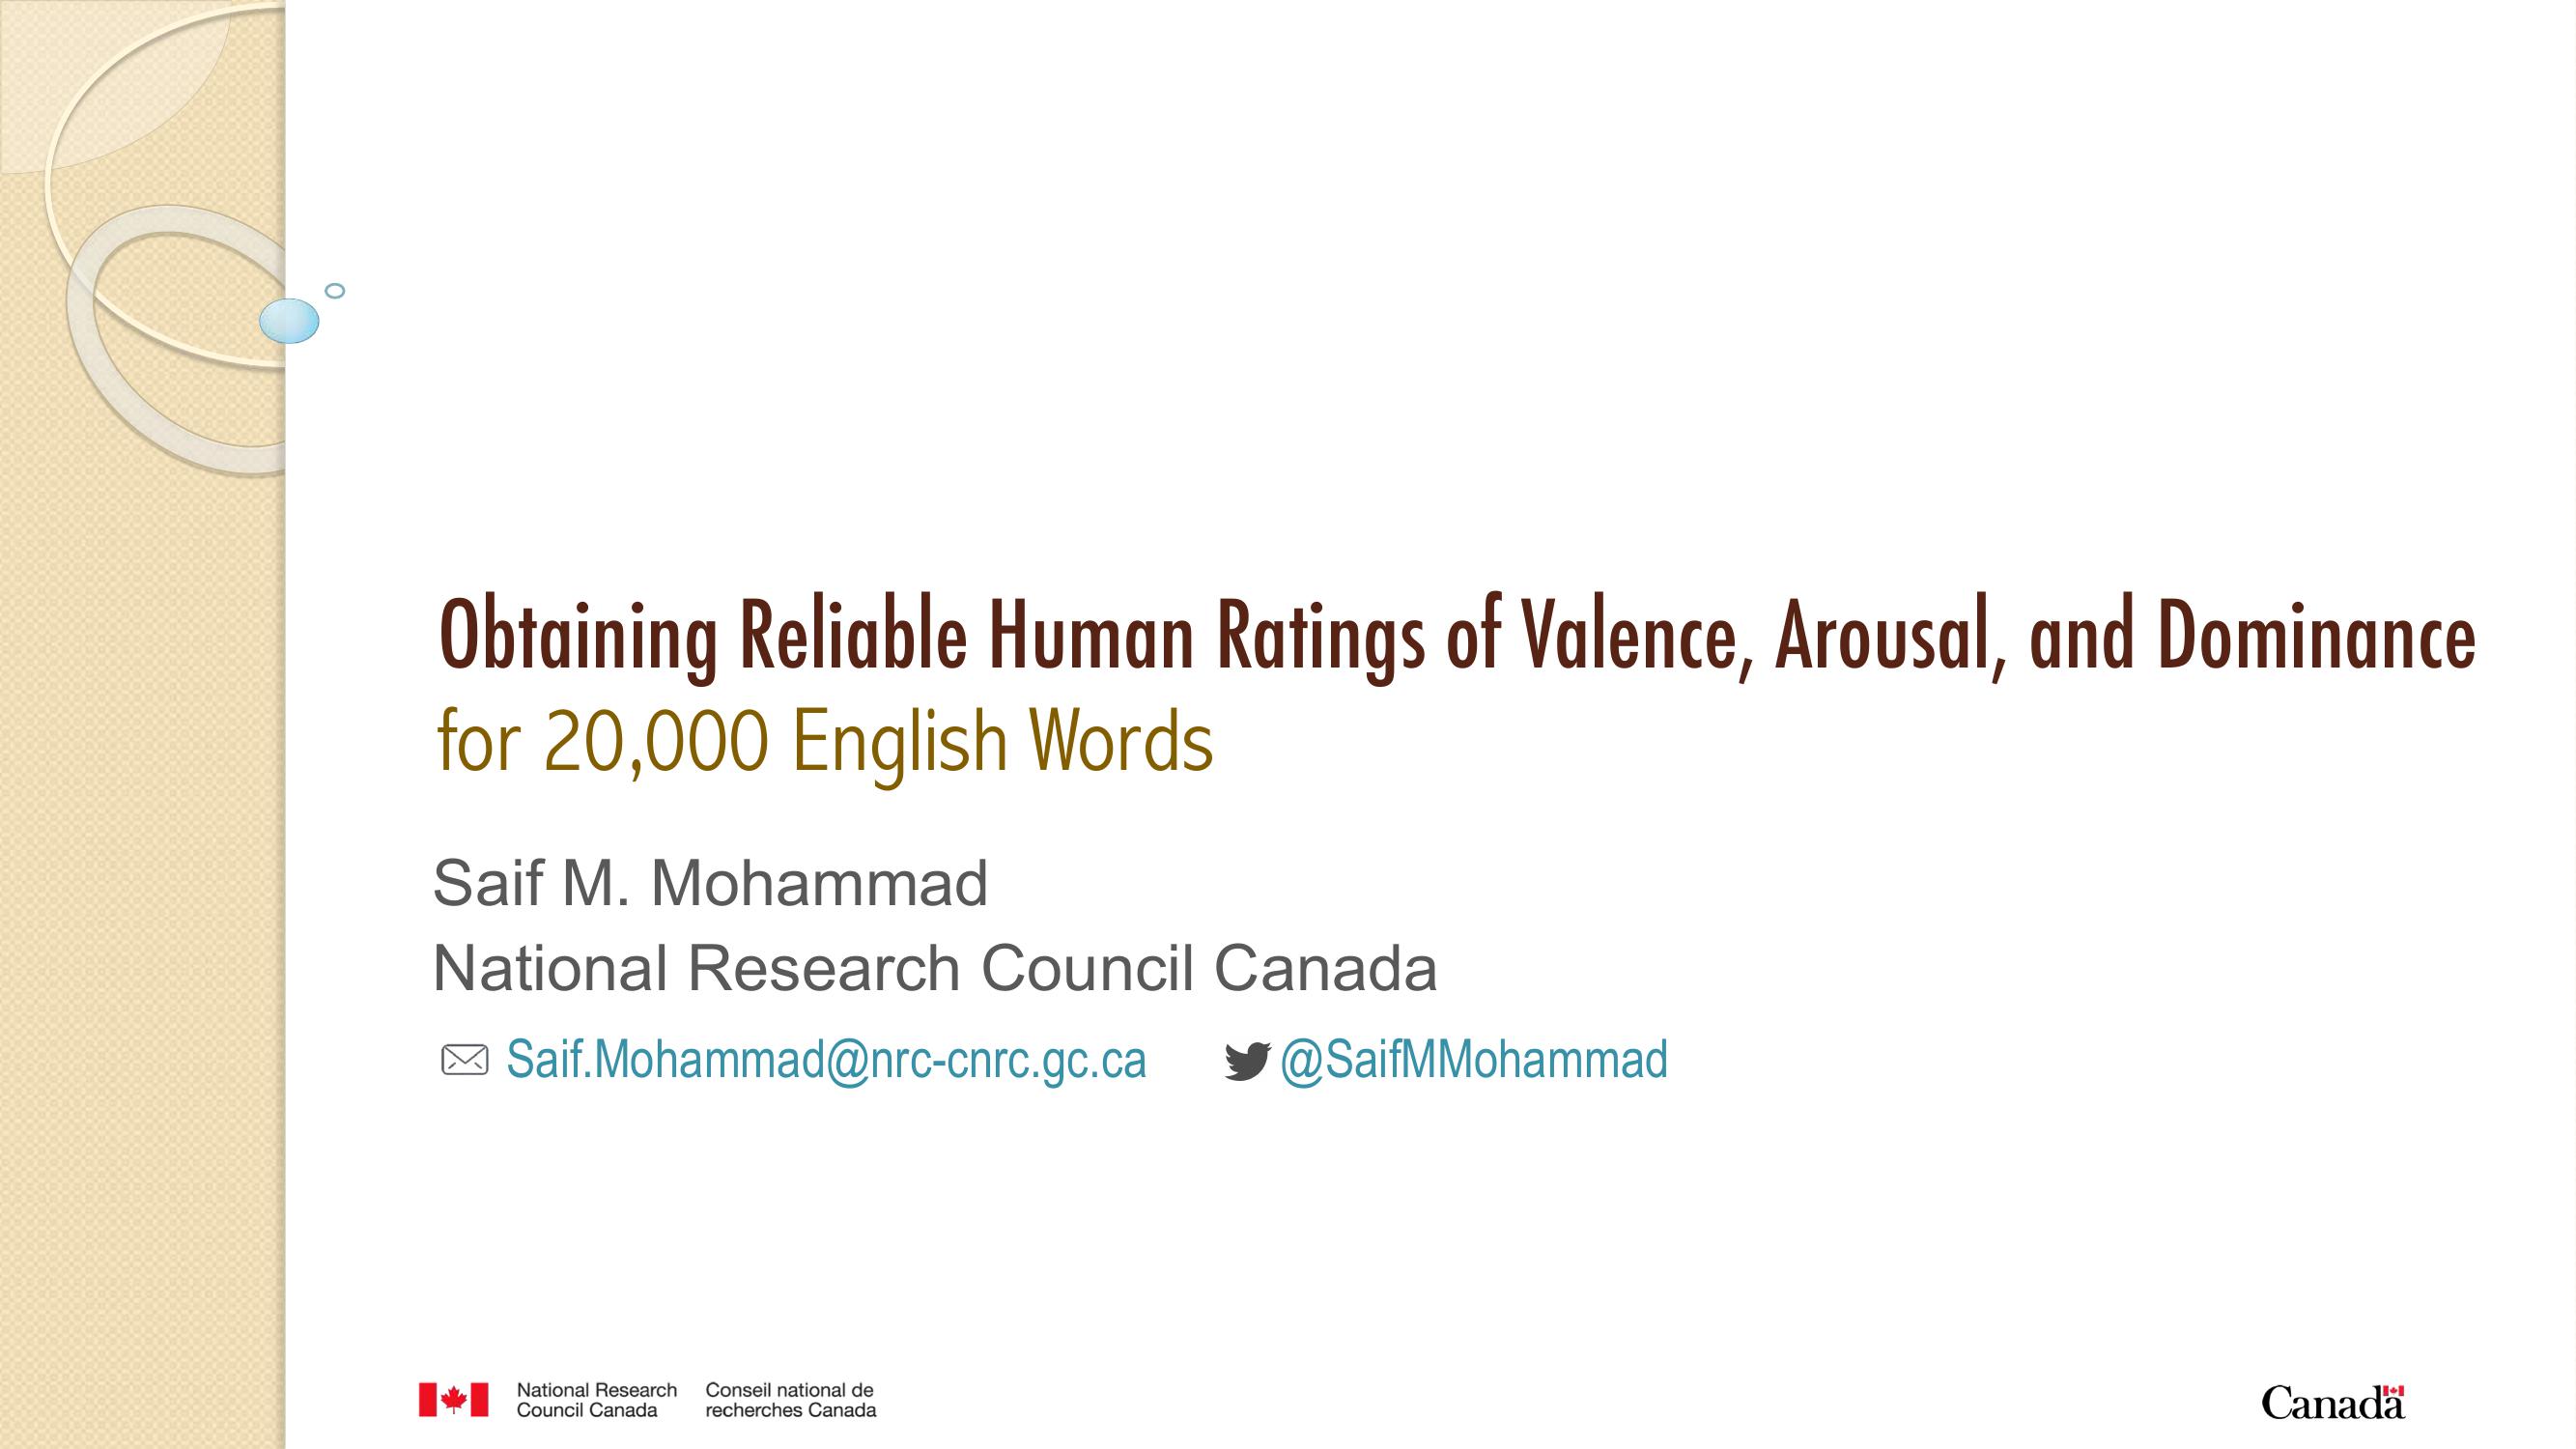 Obtaining Reliable Human Ratings of Valence, Arousal, and Dominance
for 20,000 English Words
Saif M. Mohammad
National Research Council Canada
Saif.Mohammad@nrc-cnrc.gc.ca @SaifMMohammad
National Research
Council Canada
Conseil national de
recherches Canada
Canada